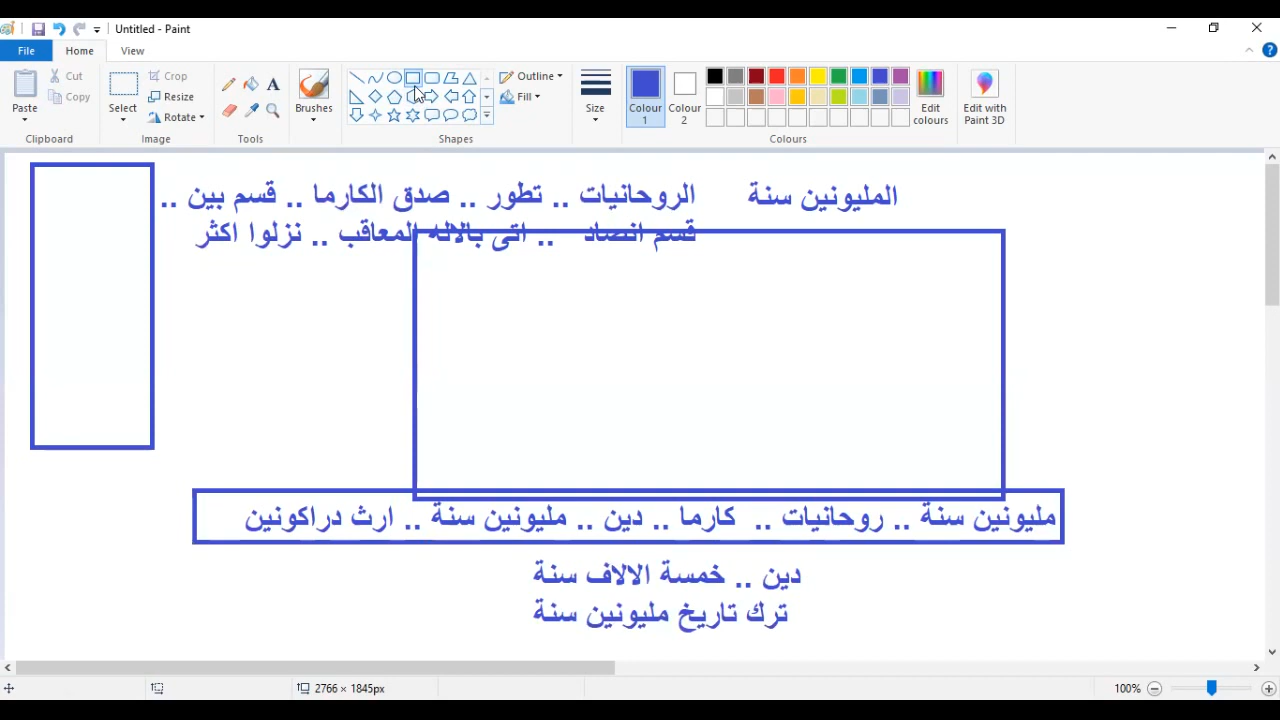 Untitled - Paint
File Home View
Paste Cut Copy Clipboard
Select Crop Resize Rotate Image
Tools
Brushes
Shapes
Outline Fill
Size
Colour 1 Colour 2 Colours
Edit colours
Edit with Paint 3D
المليونين سنة الروحانيات .. تطور .. صدق الكارما .. قسم بين ..
قسم انصاد .. اتى بالاله المعاقب .. نزلوا اكثر
مليونين سنة .. روحانيات .. كارما .. دين .. مليونين سنة .. ارث دراكونين
دين .. خمسة الالاف سنة
ترك تاريخ مليونين سنة
2766 × 1845px 100%